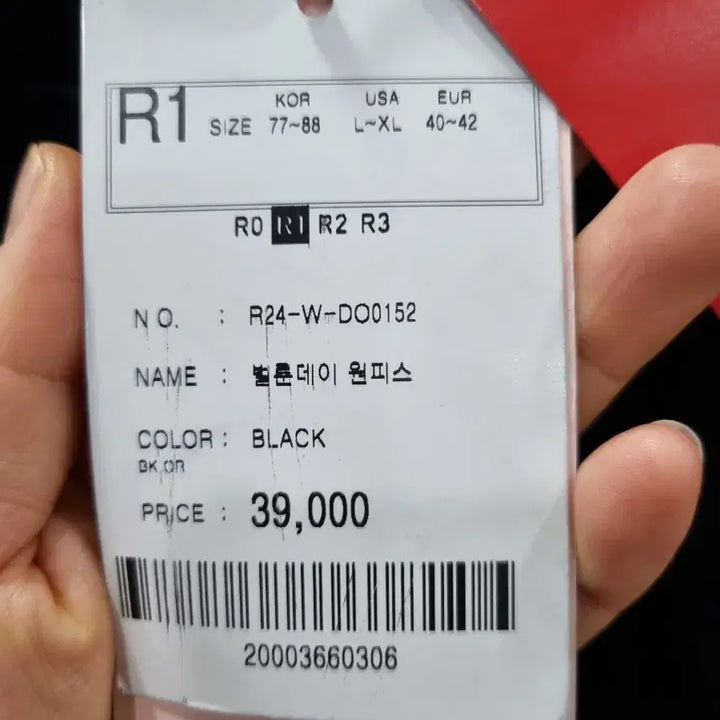 R1 SIZE KOR 77~88 USA L~XL EUR 40~42
R0 R1 R2 R3
NO. : R24-W-DO0152
NAME : 벌룬데이 원피스
COLOR : BLACK
BK,OR
PRICE : 39,000
20003660306